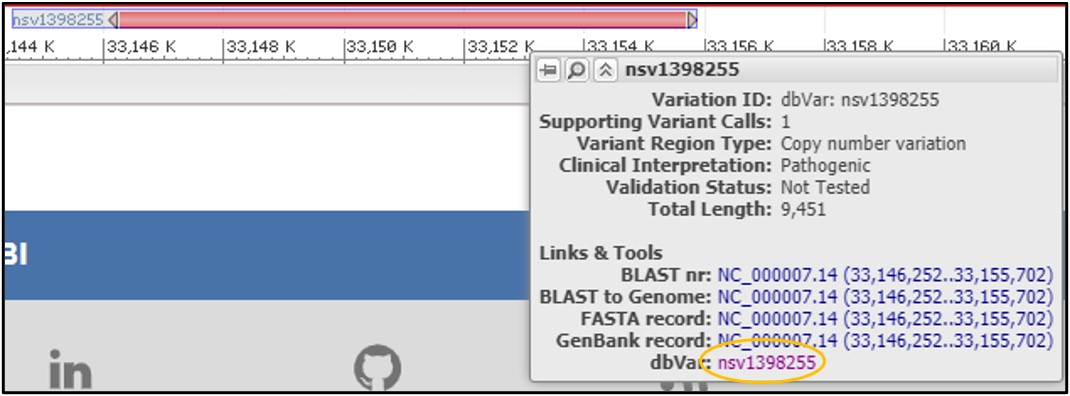 nsv1398255
,144 K 33,146 K 33,148 K 33,150 K 33,152 K 33,154 K 33,156 K 33,158 K 33,160 K
nsv1398255
Variation ID: dbVar: nsv1398255
Supporting Variant Calls: 1
Variant Region Type: Copy number variation
Clinical Interpretation: Pathogenic
Validation Status: Not Tested
Total Length: 9,451
BI
Links & Tools
BLAST nr: NC_000007.14 (33,146,252..33,155,702)
BLAST to Genome: NC_000007.14 (33,146,252..33,155,702)
FASTA record: NC_000007.14 (33,146,252..33,155,702)
GenBank record: NC_000007.14 (33,146,252..33,155,702)
dbVar: nsv1398255
in